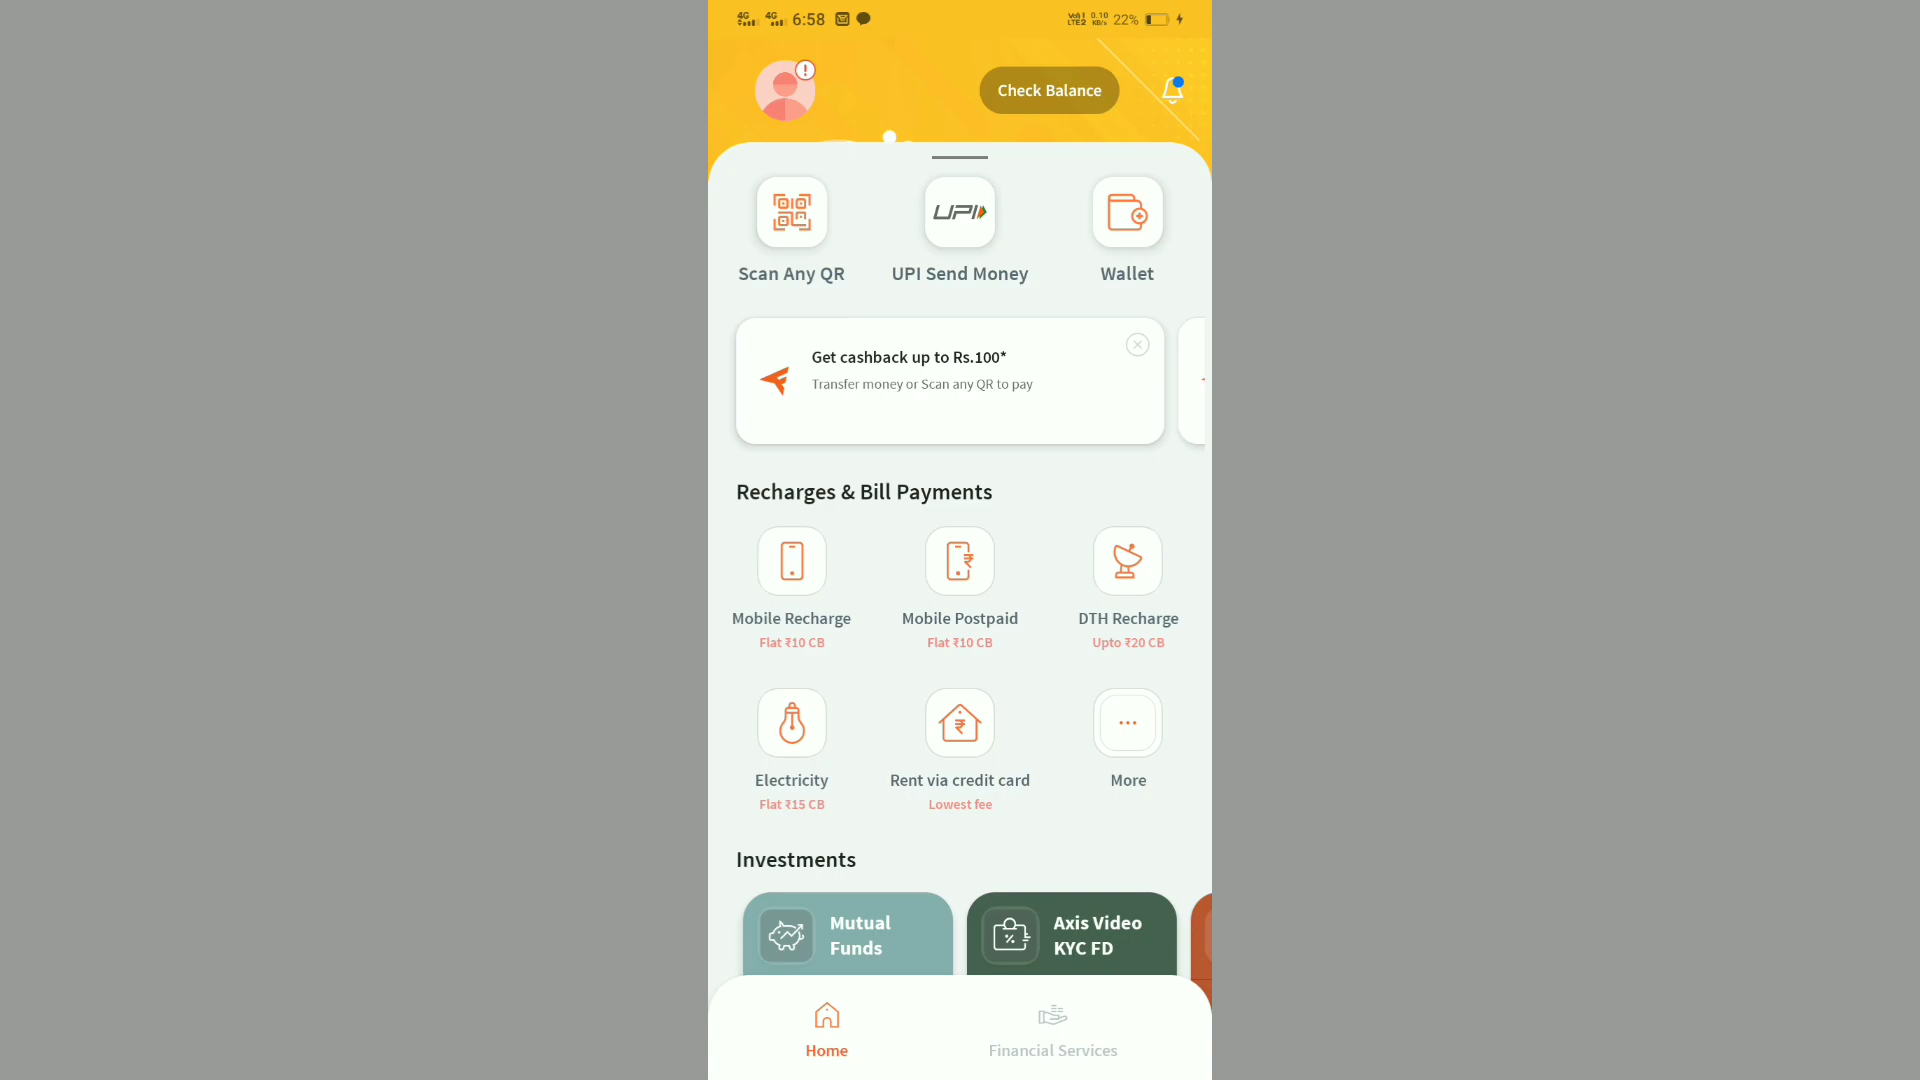 4G 4G 6:58
22%
Check Balance
UPI
Scan Any QR
UPI Send Money
Wallet
Get cashback up to Rs.100*
Transfer money or Scan any QR to pay
Recharges & Bill Payments
Mobile Recharge
Flat ₹10 CB
Mobile Postpaid
Flat ₹10 CB
DTH Recharge
Upto ₹20 CB
Electricity
Flat ₹15 CB
Rent via credit card
Lowest fee
More
Investments
Mutual
Funds
Axis Video
KYC FD
Home
Financial Services